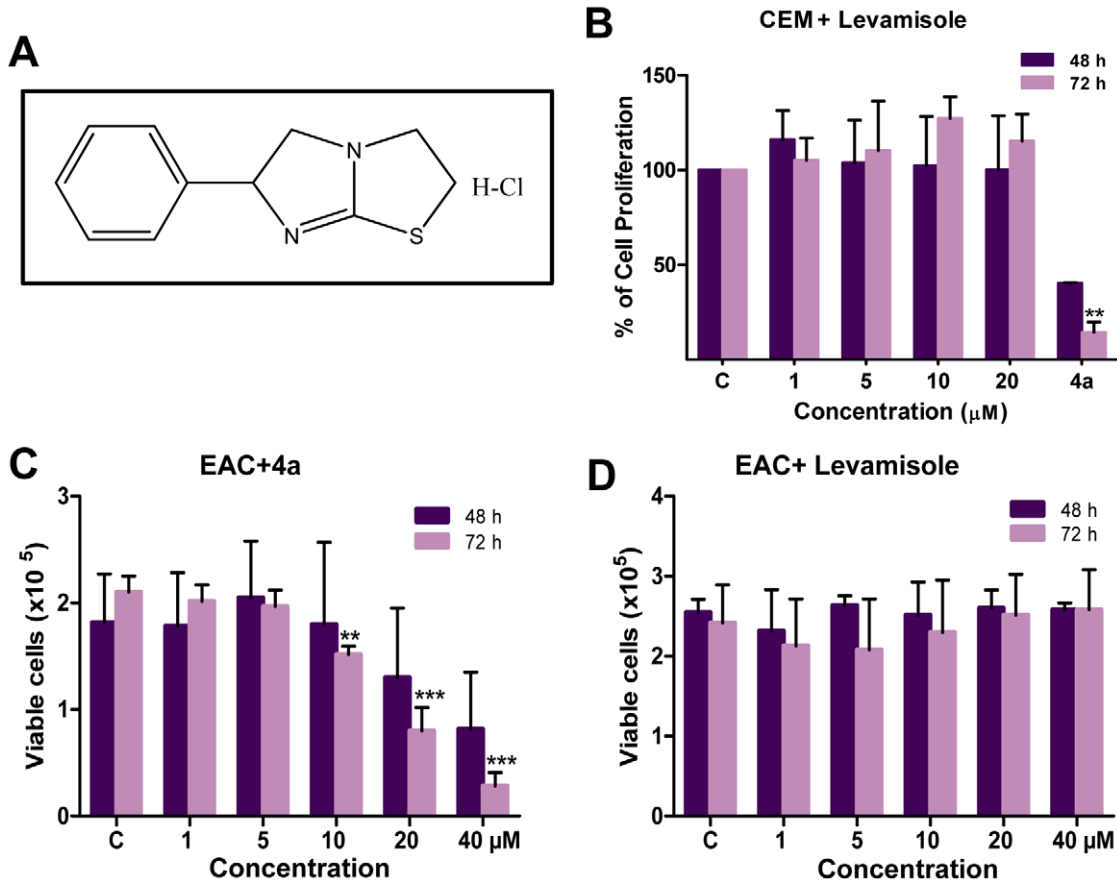 A
N
N
S
H-Cl
B
CEM + Levamisole
48 h
72 h
150
100
50
% of Cell Proliferation
**
C 1 5 10 20 4a
Concentration (μM)
C
EAC+4a
48 h
72 h
3
2
1
0
Viable cells (x10 5)
**
***
***
C 1 5 10 20 40 μM
Concentration
D
EAC+ Levamisole
48 h
72 h
4
3
2
1
0
Viable cells (x10⁵)
C 1 5 10 20 40 μM
Concentration